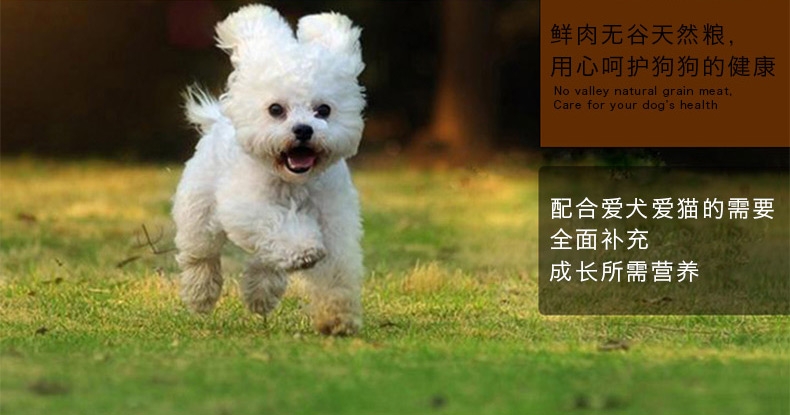 鲜肉无谷天然粮，
用心呵护狗狗的健康
No valley natural grain meat,
Care for your dog's health
配合爱犬爱猫的需要
全面补充
成长所需营养